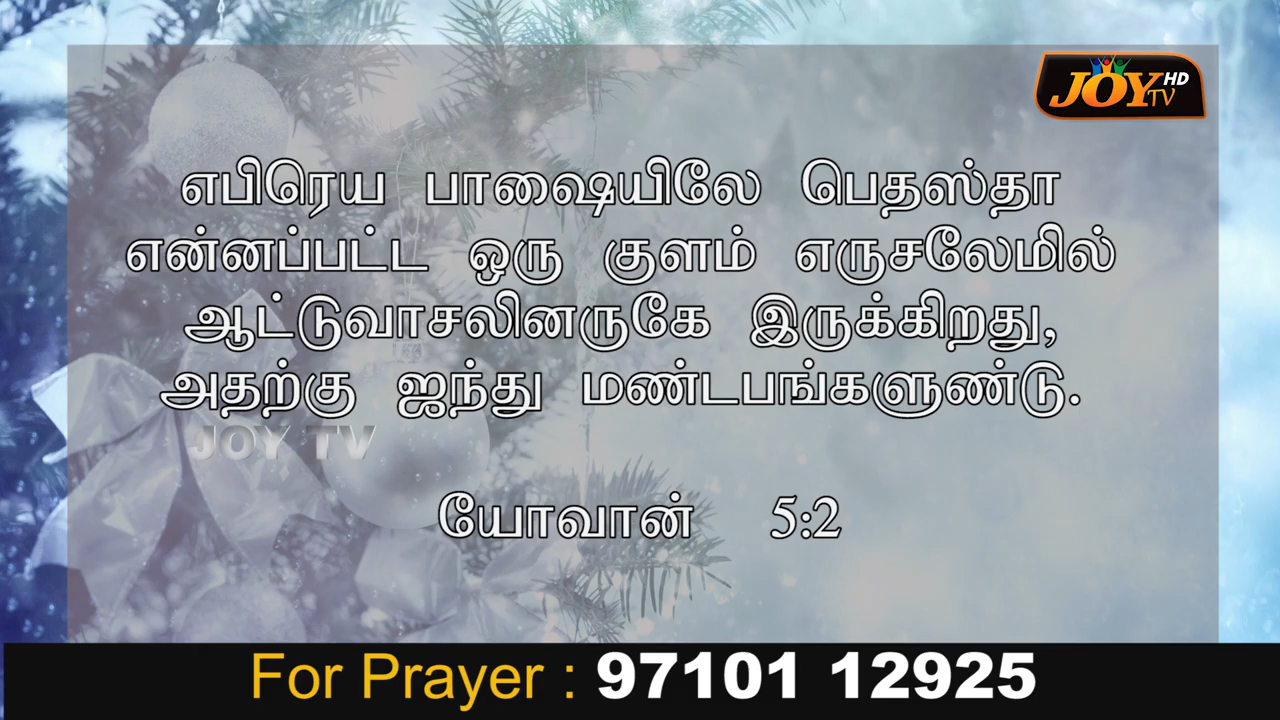 JOY HD TV
எபிரெய பாஷையிலே பெதஸ்தா
என்னப்பட்ட ஒரு குளம் எருசலேமில்
ஆட்டுவாசலினருகே இருக்கிறது,
அதற்கு ஐந்து மண்டபங்களுண்டு.
JOY TV
யோவான் 5:2
For Prayer : 97101 12925